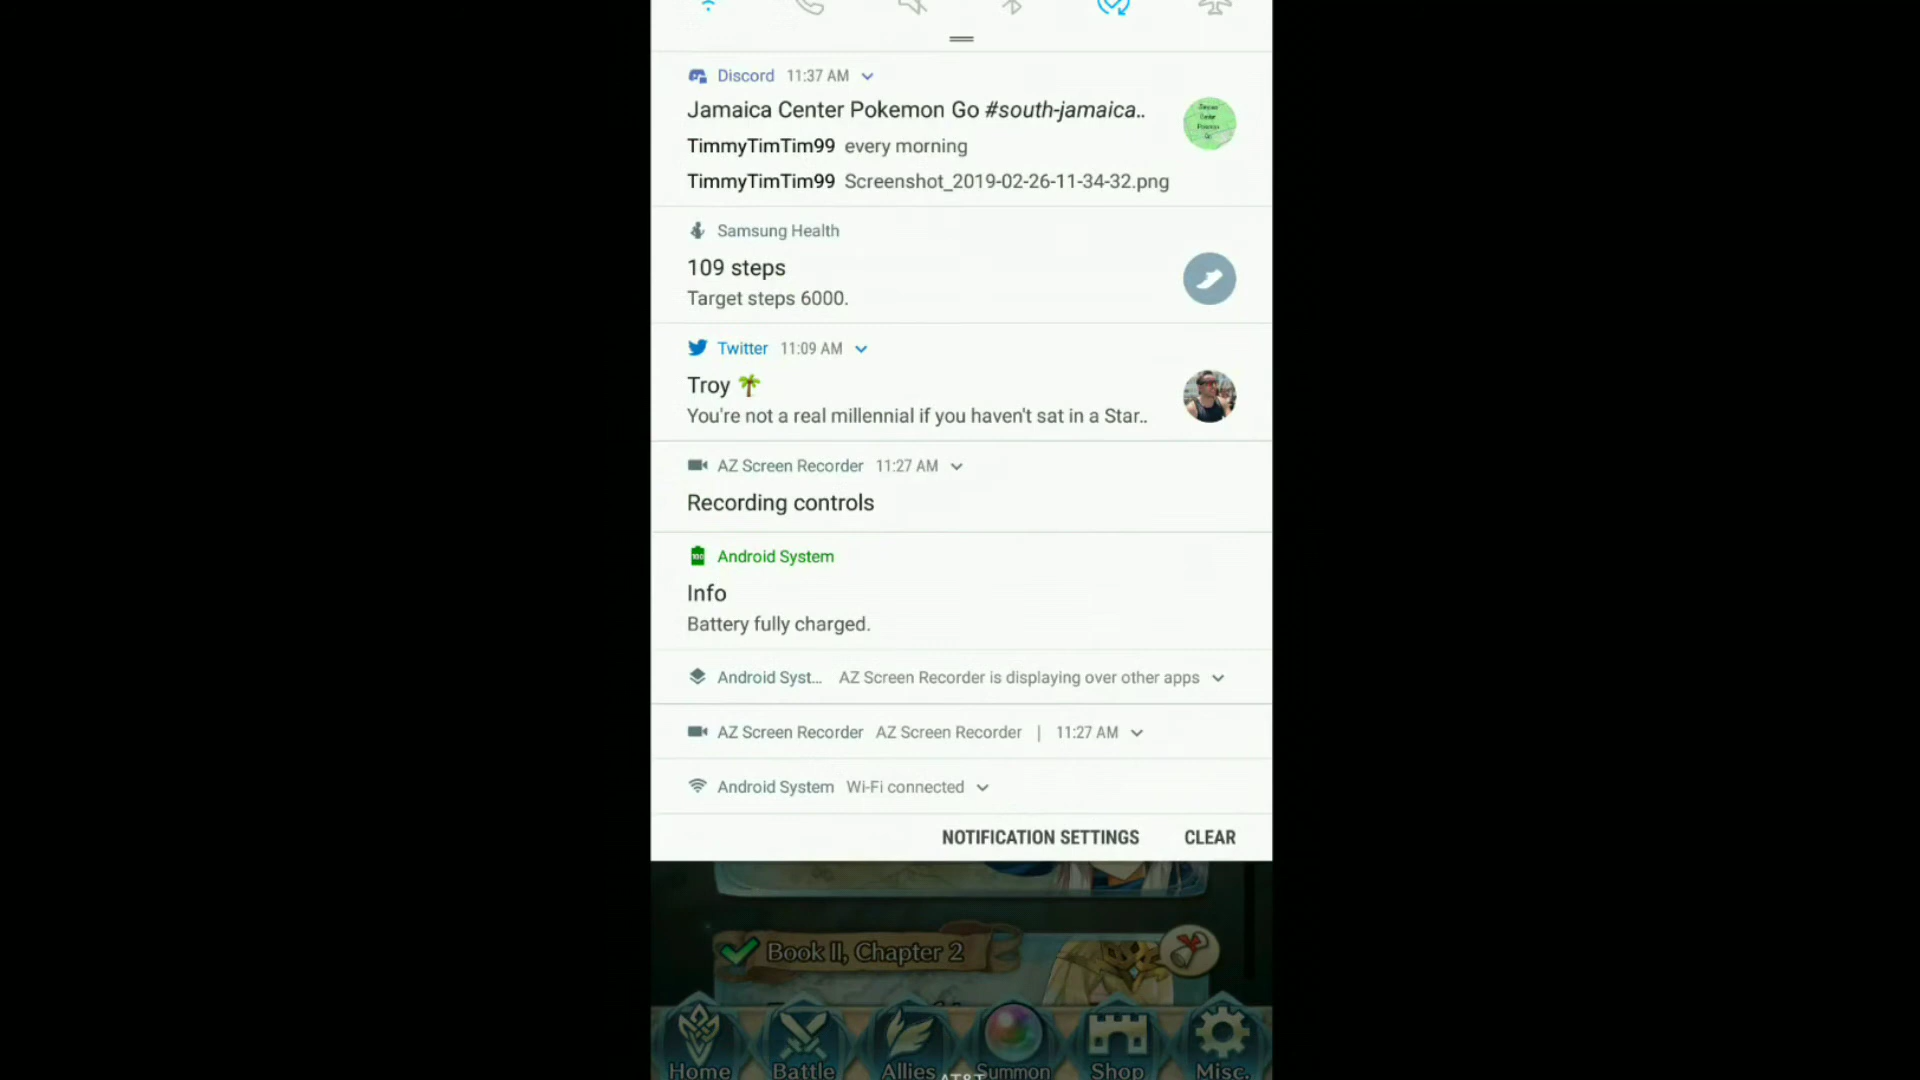 Discord 11:37 AM
Jamaica Center Pokemon Go #south-jamaica..
TimmyTimTim99 every morning
TimmyTimTim99 Screenshot_2019-02-26-11-34-32.png
Samsung Health
109 steps
Target steps 6000.
Twitter 11:09 AM
Troy 🌴
You're not a real millennial if you haven't sat in a Star..
AZ Screen Recorder 11:27 AM
Recording controls
Android System
Info
Battery fully charged.
Android Syst... AZ Screen Recorder is displaying over other apps
AZ Screen Recorder AZ Screen Recorder | 11:27 AM
Android System Wi-Fi connected
NOTIFICATION SETTINGS CLEAR
Book II, Chapter 2
Home Battle Allies Summon Shop Misc.
AT&T